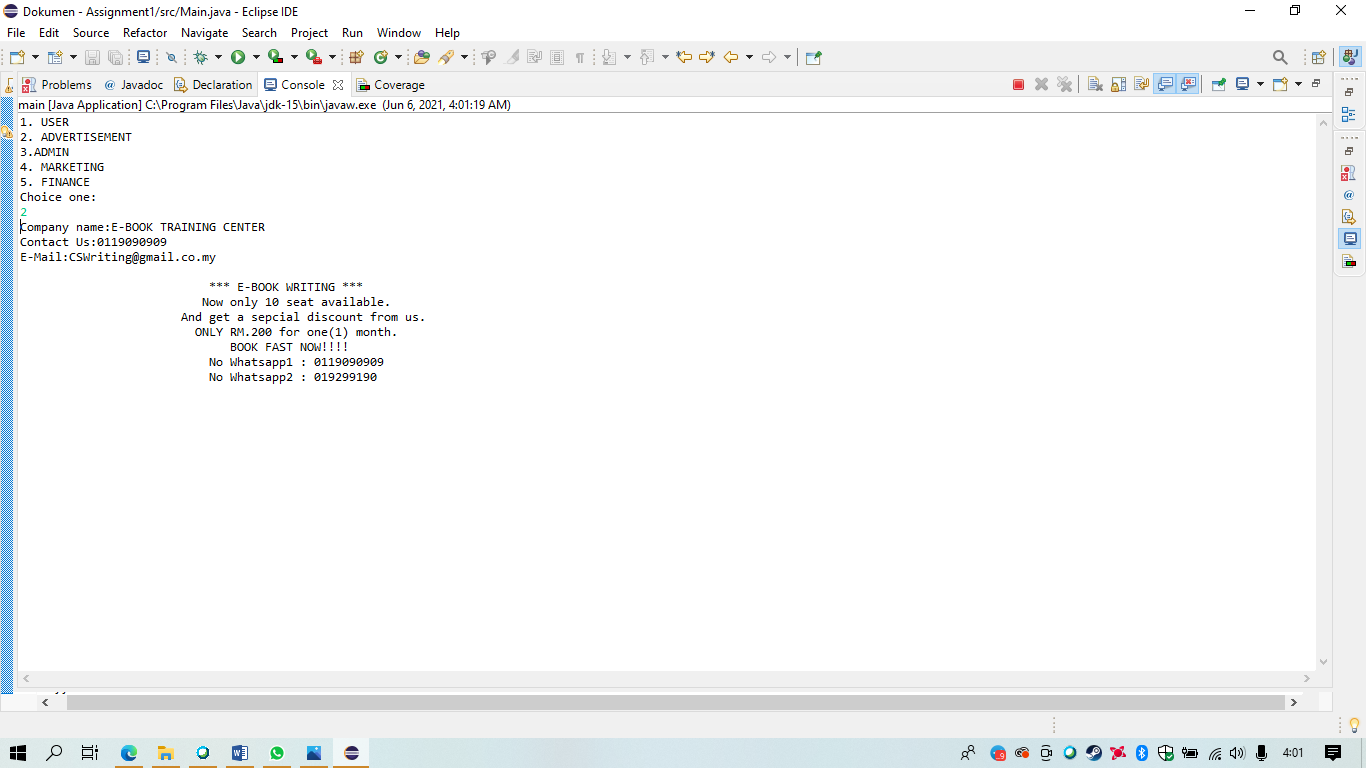 Dokumen - Assignment1/src/Main.java - Eclipse IDE
File Edit Source Refactor Navigate Search Project Run Window Help
Problems @ Javadoc Declaration Console Coverage
main [Java Application] C:\Program Files\Java\jdk-15\bin\javaw.exe (Jun 6, 2021, 4:01:19 AM)
1. USER
2. ADVERTISEMENT
3.ADMIN
4. MARKETING
5. FINANCE
Choice one:
2
Company name:E-BOOK TRAINING CENTER
Contact Us:0119090909
E-Mail:CSWriting@gmail.co.my
*** E-BOOK WRITING ***
Now only 10 seat available.
And get a sepcial discount from us.
ONLY RM.200 for one(1) month.
BOOK FAST NOW!!!!
No Whatsapp1 : 0119090909
No Whatsapp2 : 019299190
4:01